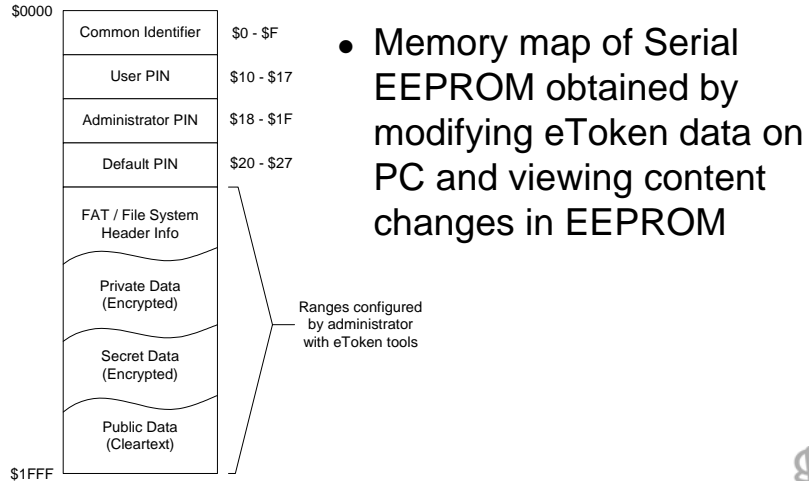 $0000
Common Identifier
$0 - $F
User PIN
$10 - $17
Administrator PIN
$18 - $1F
Default PIN
$20 - $27
FAT / File System
Header Info
Private Data
(Encrypted)
Secret Data
(Encrypted)
Public Data
(Cleartext)
$1FFF
Ranges configured
by administrator
with eToken tools
• Memory map of Serial
EEPROM obtained by
modifying eToken data on
PC and viewing content
changes in EEPROM